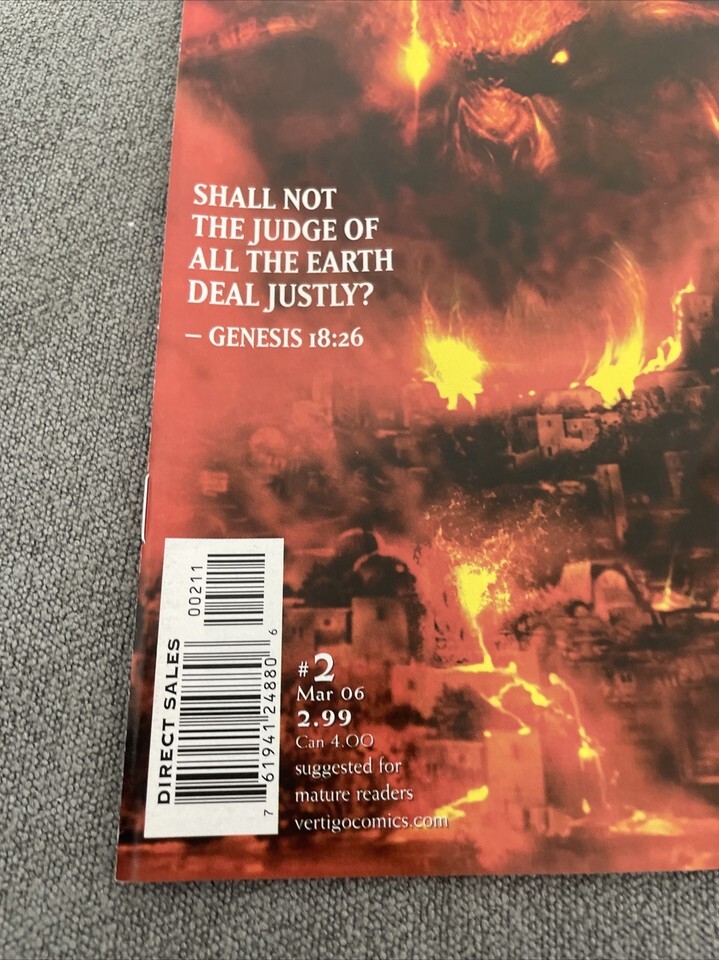 SHALL NOT
THE JUDGE OF
ALL THE EARTH
DEAL JUSTLY?
– GENESIS 18:26
DIRECT SALES
00211
7 61941 24880 6
#2
Mar 06
2.99
Can 4.00
suggested for
mature readers
vertigocomics.com